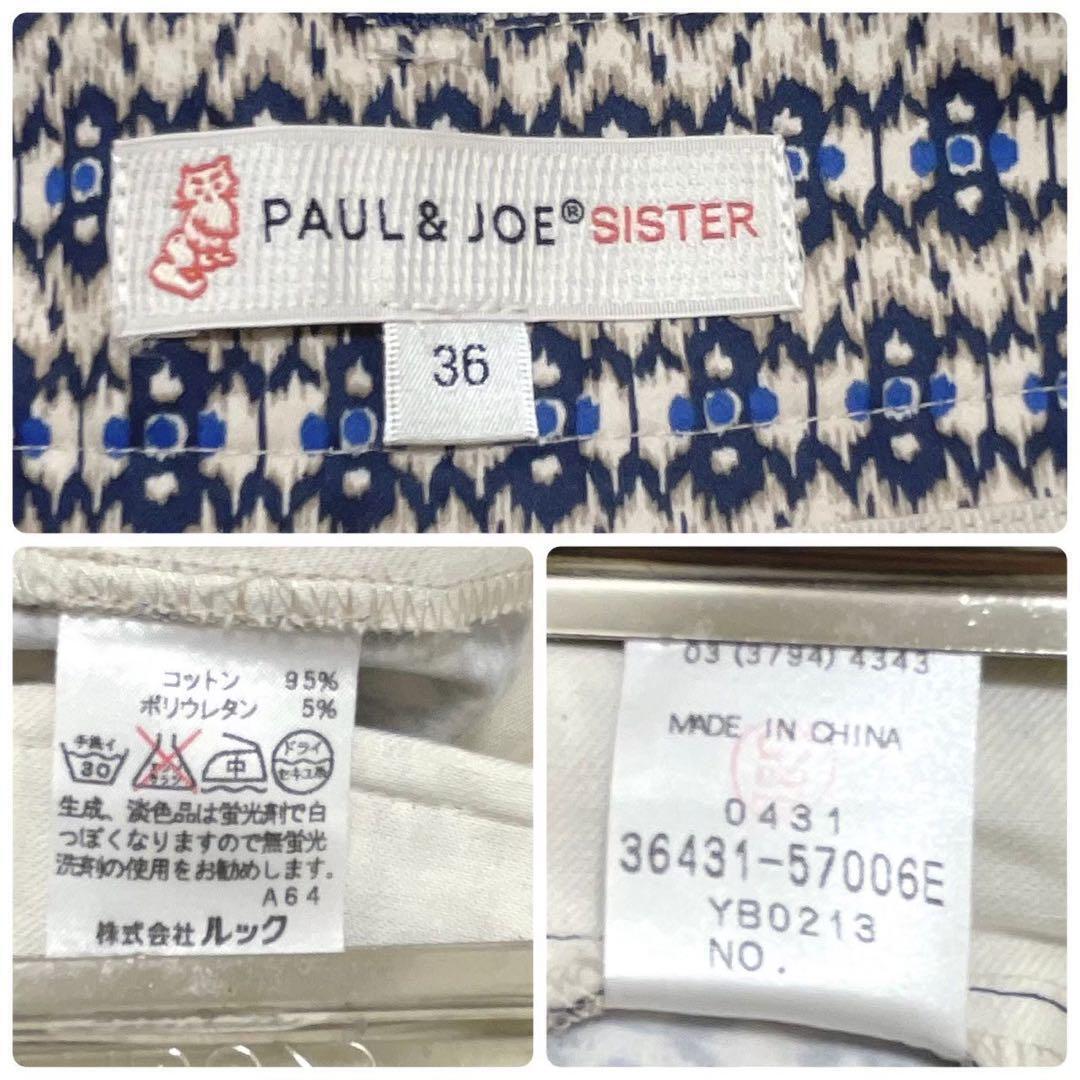 PAUL & JOE® SISTER
36
コットン 95%
ポリウレタン 5%
手洗イ
30
エンソ
サラシ
中
ドライ
セキユ系
生成、淡色品は蛍光剤で白
っぽくなりますので無蛍光
洗剤の使用をお勧めします。
A64
株式会社 ルック
03 (3794) 4343
MADE IN CHINA
0431
36431-57006E
YB0213
NO.